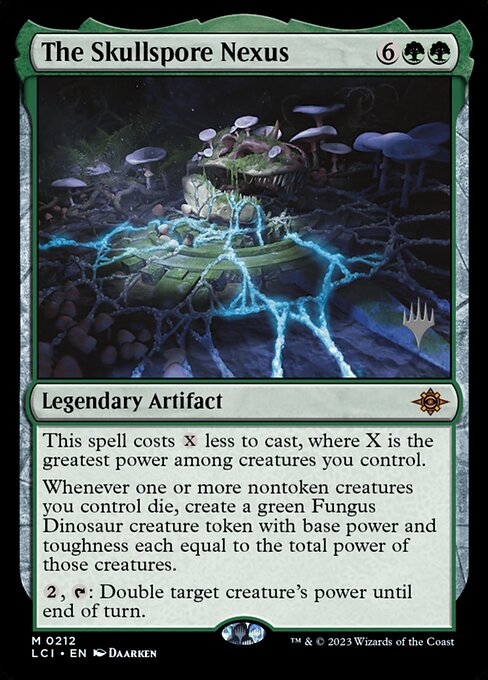 The Skullspore Nexus 6
Legendary Artifact
This spell costs X less to cast, where X is the
greatest power among creatures you control.
Whenever one or more nontoken creatures
you control die, create a green Fungus
Dinosaur creature token with base power and
toughness each equal to the total power of
those creatures.
2, T: Double target creature's power until
end of turn.
M 0212
LCI • EN DAARKEN
™ & © 2023 Wizards of the Coast